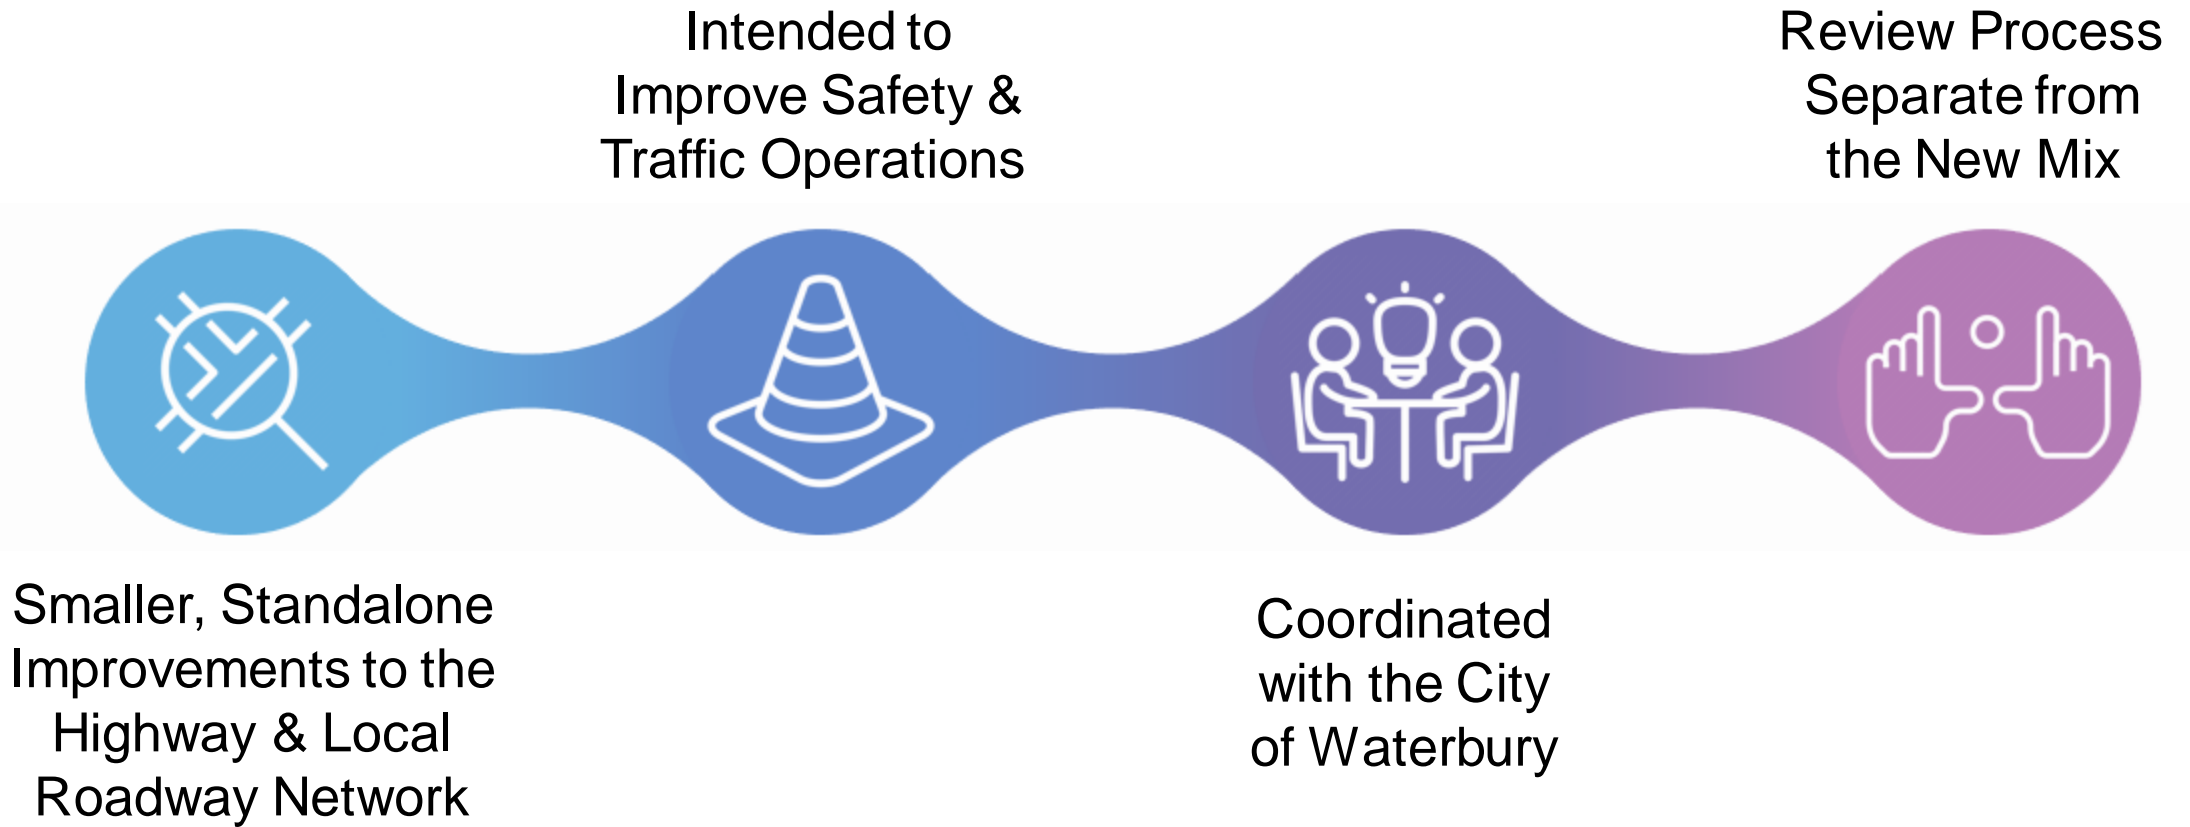 Smaller, Standalone
Improvements to the
Highway & Local
Roadway Network
Intended to
Improve Safety &
Traffic Operations
Coordinated
with the City
of Waterbury
Review Process
Separate from
the New Mix